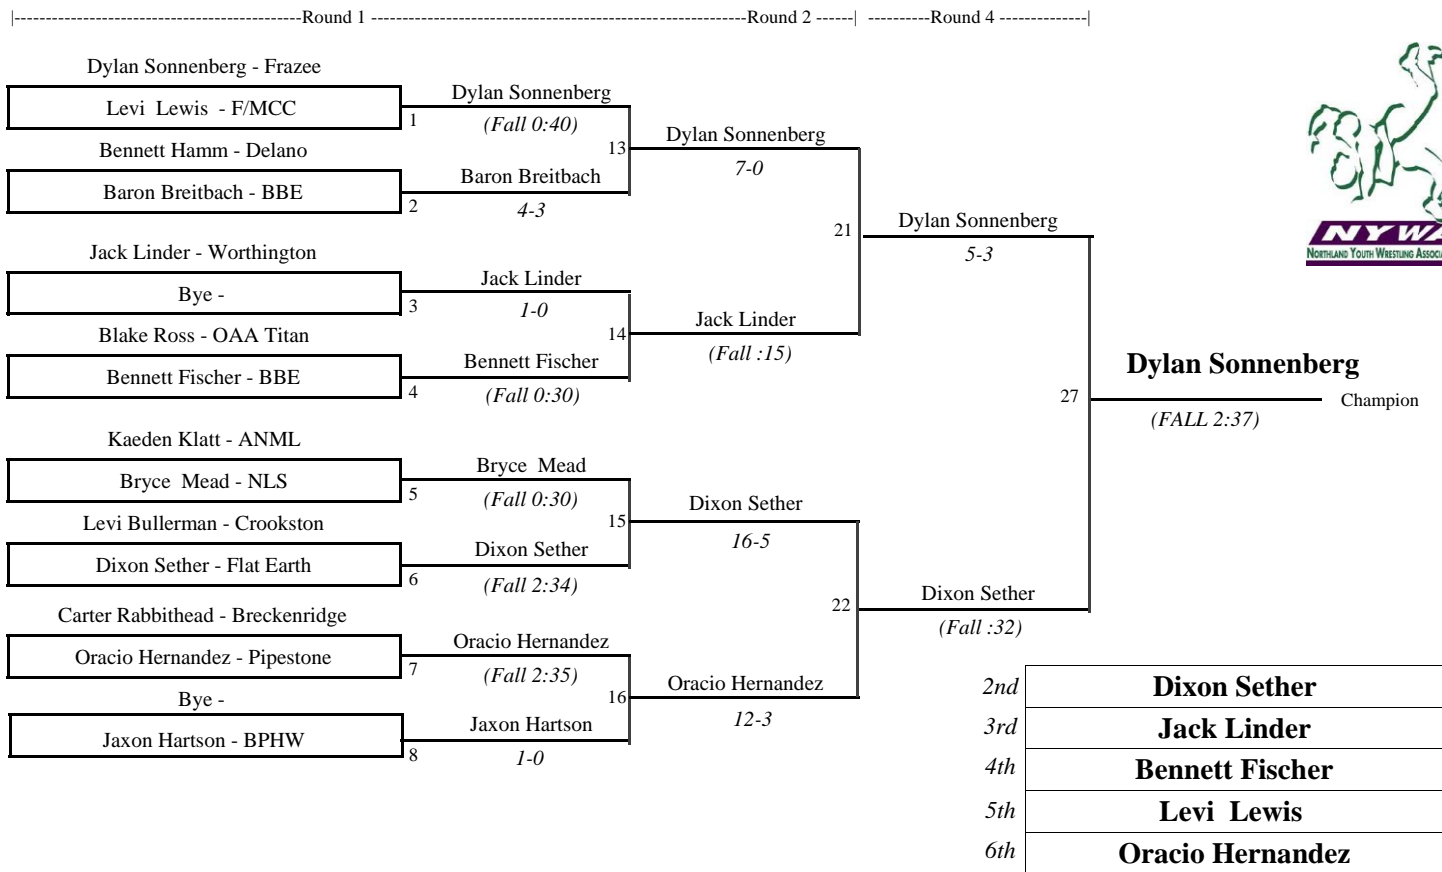 |-----------------------------------------Round 1 -----------------------------------------------------Round 2 ------| ----------Round 4 --------------|
Dylan Sonnenberg - Frazee
Levi  Lewis  - F/MCC
1
Dylan Sonnenberg
(Fall 0:40)
Bennett Hamm - Delano
Baron Breitbach - BBE
2
Baron Breitbach
4-3
13
Dylan Sonnenberg
7-0
Jack Linder - Worthington
Bye -
3
Jack Linder
1-0
Blake Ross - OAA Titan
Bennett Fischer - BBE
4
Bennett Fischer
(Fall 0:30)
14
Jack Linder
(Fall :15)
21
Dylan Sonnenberg
5-3
Kaeden Klatt - ANML
Bryce  Mead - NLS
5
Bryce  Mead
(Fall 0:30)
Levi Bullerman - Crookston
Dixon Sether - Flat Earth
6
Dixon Sether
(Fall 2:34)
15
Dixon Sether
16-5
Carter Rabbithead - Breckenridge
Oracio Hernandez - Pipestone
7
Oracio Hernandez
(Fall 2:35)
Bye -
Jaxon Hartson - BPHW
8
Jaxon Hartson
1-0
16
Oracio Hernandez
12-3
22
Dixon Sether
(Fall :32)
27
Dylan Sonnenberg
Champion
(FALL 2:37)
NYWA
NORTHLAND YOUTH WRESTLING
2nd Dixon Sether
3rd Jack Linder
4th Bennett Fischer
5th Levi  Lewis
6th Oracio Hernandez